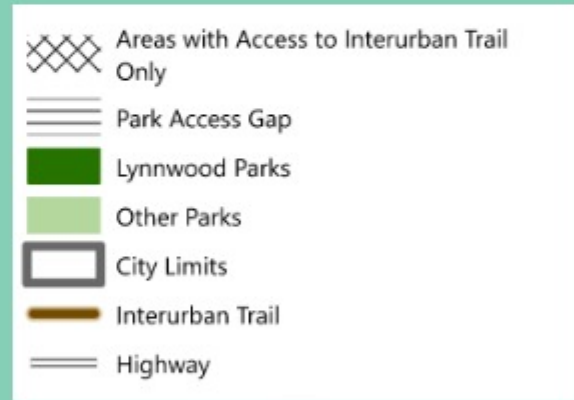 Areas with Access to Interurban Trail
Only
Park Access Gap
Lynnwood Parks
Other Parks
City Limits
Interurban Trail
Highway